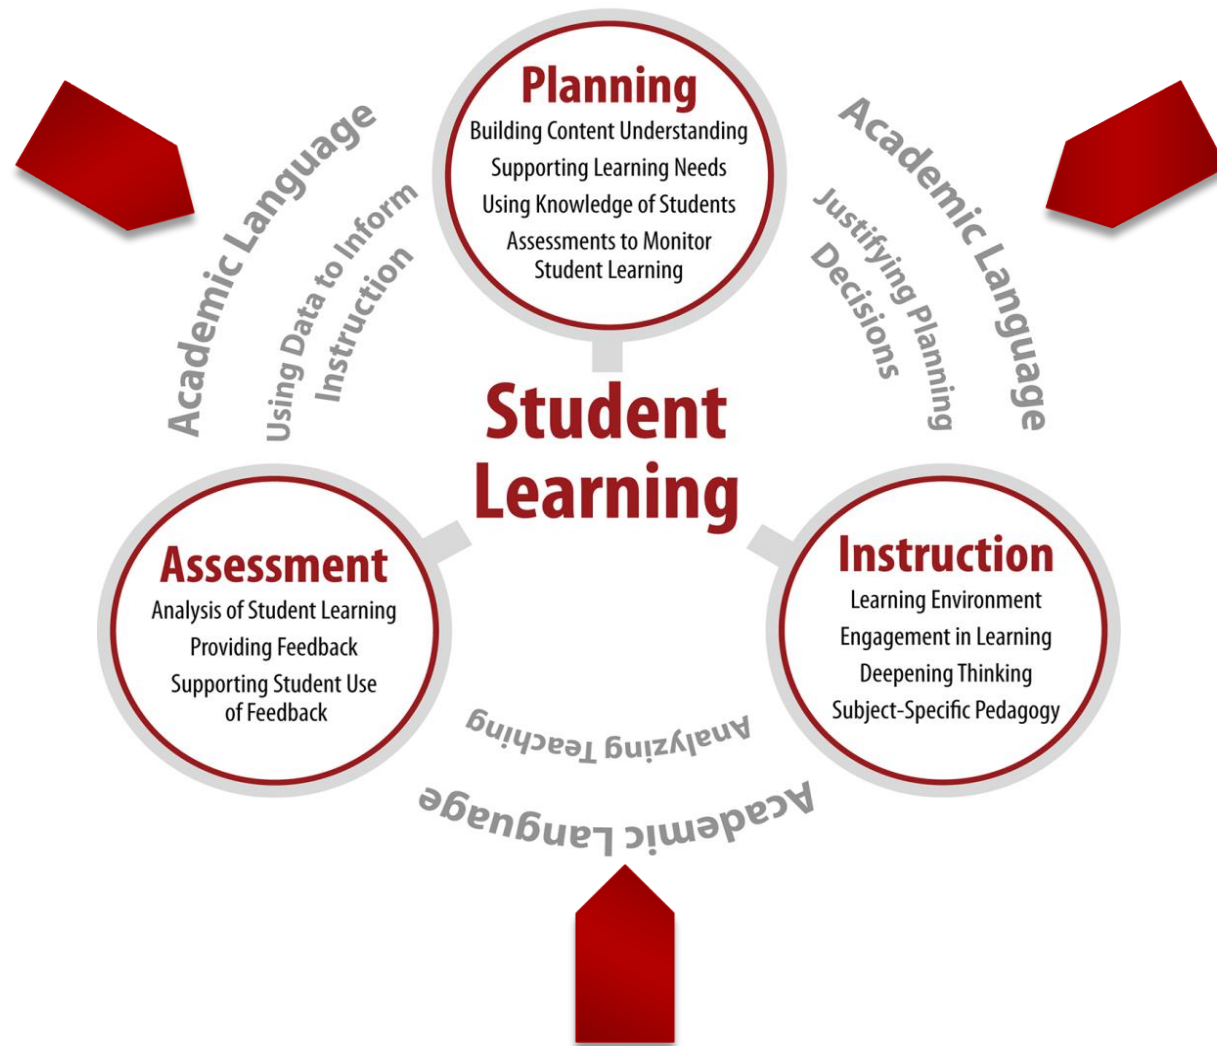 Planning
Building Content Understanding
Supporting Learning Needs
Using Knowledge of Students
Assessments to Monitor
Student Learning
Academic Language
Using Data to Inform
Instruction
Academic Language
Justifying Planning
Decisions
Student
Learning
Assessment
Analysis of Student Learning
Providing Feedback
Supporting Student Use
of Feedback
Instruction
Learning Environment
Engagement in Learning
Deepening Thinking
Subject-Specific Pedagogy
Analyzing Teaching
Academic Language